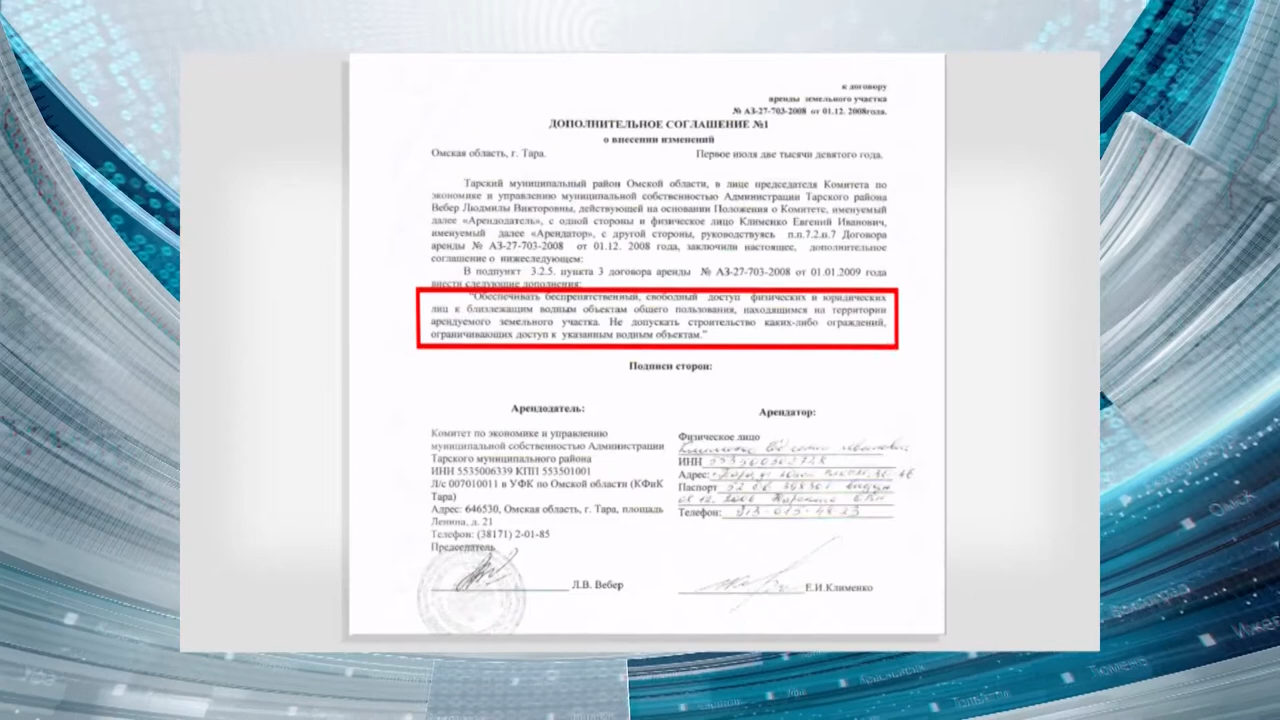 к договору
аренды земельного участка
№ АЗ-27-703-2008 от 01.12. 2008года.
ДОПОЛНИТЕЛЬНОЕ СОГЛАШЕНИЕ №1
о внесении изменений
Омская область, г. Тара. Первое июля две тысячи девятого года.
Тарский муниципальный район Омской области, в лице председателя Комитета по
экономике и управлению муниципальной собственностью Администрации Тарского района
Вебер Людмилы Викторовны, действующей на основании Положения о Комитете, именуемый
далее «Арендодатель», с одной стороны и физическое лицо Клименко Евгений Иванович,
именуемый далее «Арендатор», с другой стороны, руководствуясь п.п.7.2.п.7 Договора
аренды № АЗ-27-703-2008 от 01.12. 2008 года, заключили настоящее, дополнительное
соглашение о нижеследующем:
В подпункт 3.2.5. пункта 3 договора аренды № АЗ-27-703-2008 от 01.01.2009 года
внести следующие дополнения:
"Обеспечивать беспрепятственный, свободный доступ физических и юридических
лиц к близлежащим водным объектам общего пользования, находящимся на территории
арендуемого земельного участка. Не допускать строительство каких-либо ограждений,
ограничивающих доступ к указанным водным объектам."
Подписи сторон:
Арендодатель:
Комитет по экономике и управлению
муниципальной собственностью Администрации
Тарского муниципального района
ИНН 5535006339 КПП 553501001
Л/с 007010011 в УФК по Омской области (КФиК
Тара)
Адрес: 646530, Омская область, г. Тара, площадь
Ленина, д. 21
Телефон: (38171) 2-01-85
Председатель
Л.В. Вебер
Арендатор:
Физическое лицо
ИНН
Адрес:
Паспорт
Телефон:
Е.И.Клименко
Омск
Тюмень